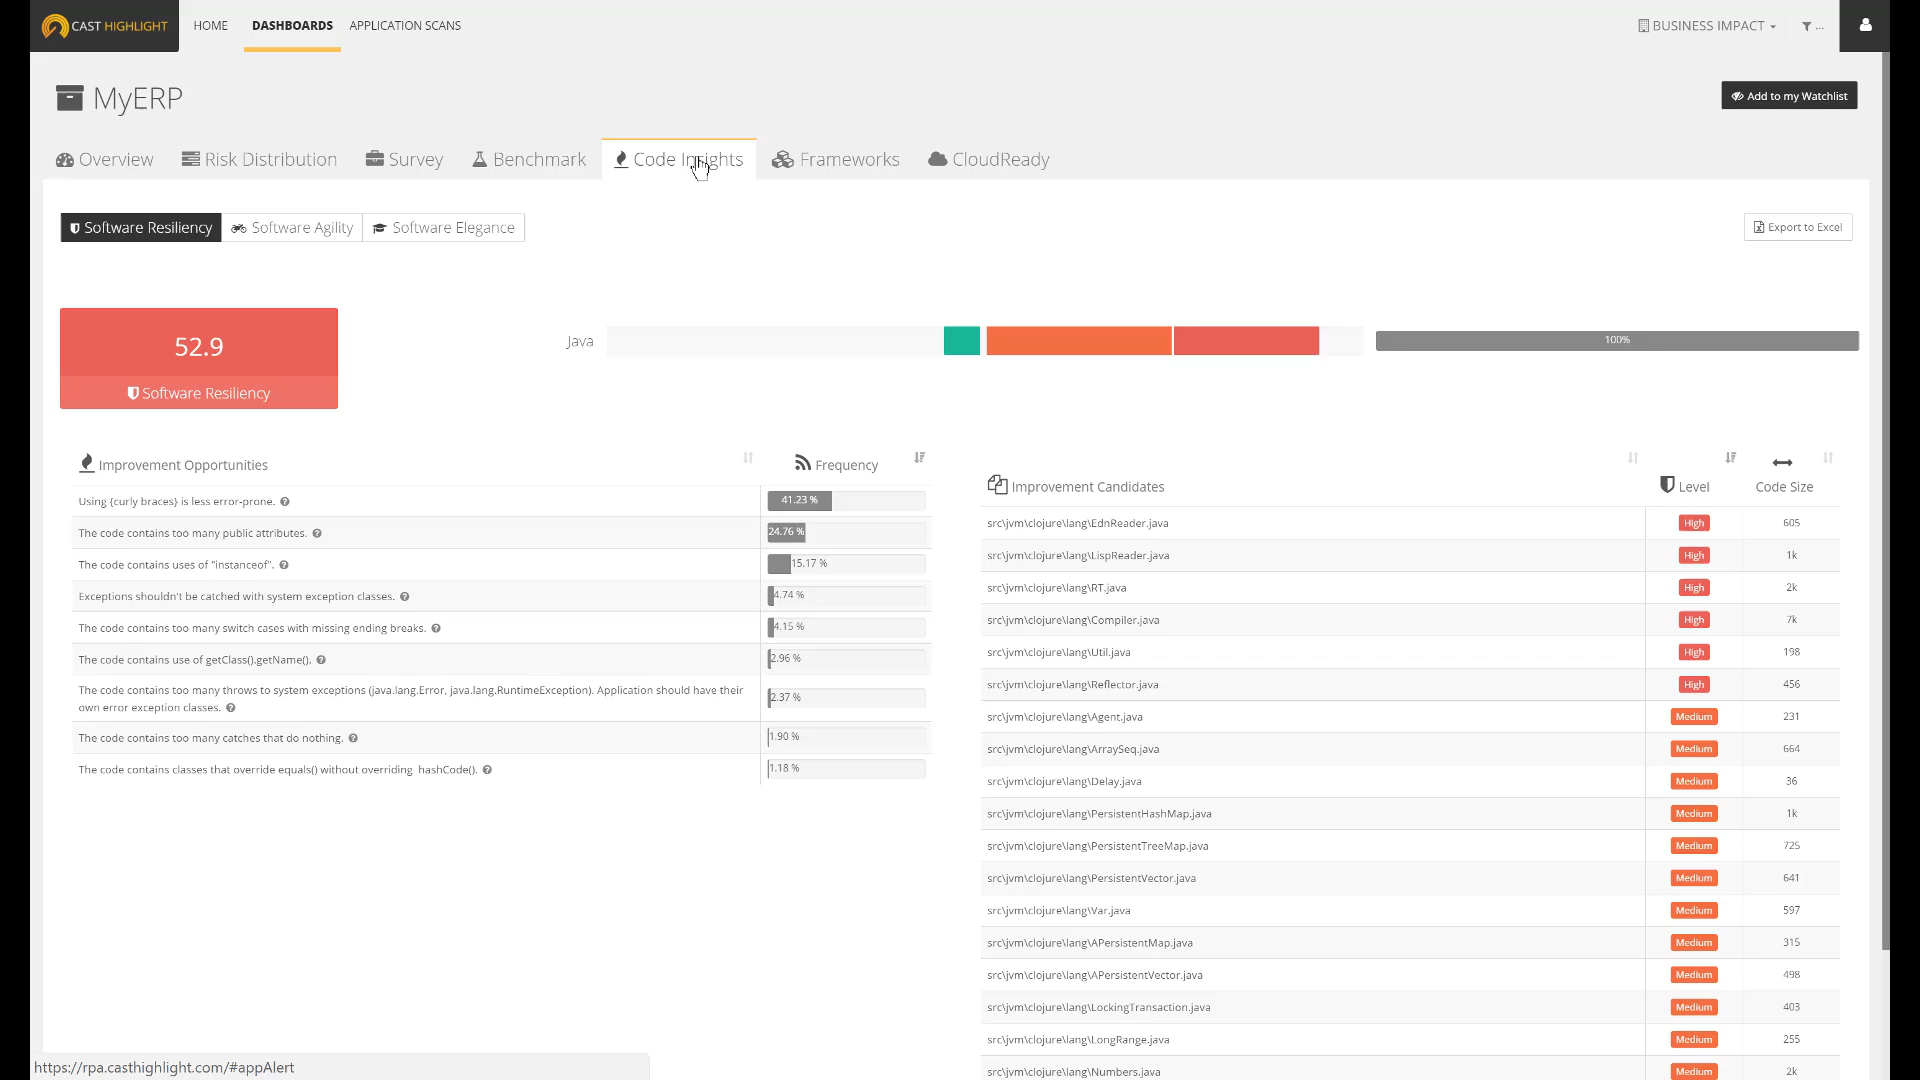 CAST HIGHLIGHT
HOME
DASHBOARDS
APPLICATION SCANS
BUSINESS IMPACT
...
MyERP
Add to my Watchlist
Overview
Risk Distribution
Survey
Benchmark
Code Insights
Frameworks
CloudReady
Software Resiliency
Software Agility
Software Elegance
Export to Excel
52.9
Software Resiliency
Java
100%
Improvement Opportunities
Frequency
Using {curly braces} is less error-prone.
41.23 %
The code contains too many public attributes.
24.76 %
The code contains uses of "instanceof".
15.17 %
Exceptions shouldn't be catched with system exception classes.
4.74 %
The code contains too many switch cases with missing ending breaks.
4.15 %
The code contains use of getClass().getName().
2.96 %
The code contains too many throws to system exceptions (java.lang.Error, java.lang.RuntimeException). Application should have their
own error exception classes.
2.37 %
The code contains too many catches that do nothing.
1.90 %
The code contains classes that override equals() without overriding hashCode().
1.18 %
Improvement Candidates
Level
Code Size
src\jvm\clojure\lang\EdnReader.java
High
605
src\jvm\clojure\lang\LispReader.java
High
1k
src\jvm\clojure\lang\RT.java
High
2k
src\jvm\clojure\lang\Compiler.java
High
7k
src\jvm\clojure\lang\Util.java
High
198
src\jvm\clojure\lang\Reflector.java
High
456
src\jvm\clojure\lang\Agent.java
Medium
231
src\jvm\clojure\lang\ArraySeq.java
Medium
664
src\jvm\clojure\lang\Delay.java
Medium
36
src\jvm\clojure\lang\PersistentHashMap.java
Medium
1k
src\jvm\clojure\lang\PersistentTreeMap.java
Medium
725
src\jvm\clojure\lang\PersistentVector.java
Medium
641
src\jvm\clojure\lang\Var.java
Medium
597
src\jvm\clojure\lang\APersistentMap.java
Medium
315
src\jvm\clojure\lang\APersistentVector.java
Medium
498
src\jvm\clojure\lang\LockingTransaction.java
Medium
403
src\jvm\clojure\lang\LongRange.java
Medium
255
src\jvm\clojure\lang\Numbers.java
Medium
2k
https://rpa.casthighlight.com/#appAlert